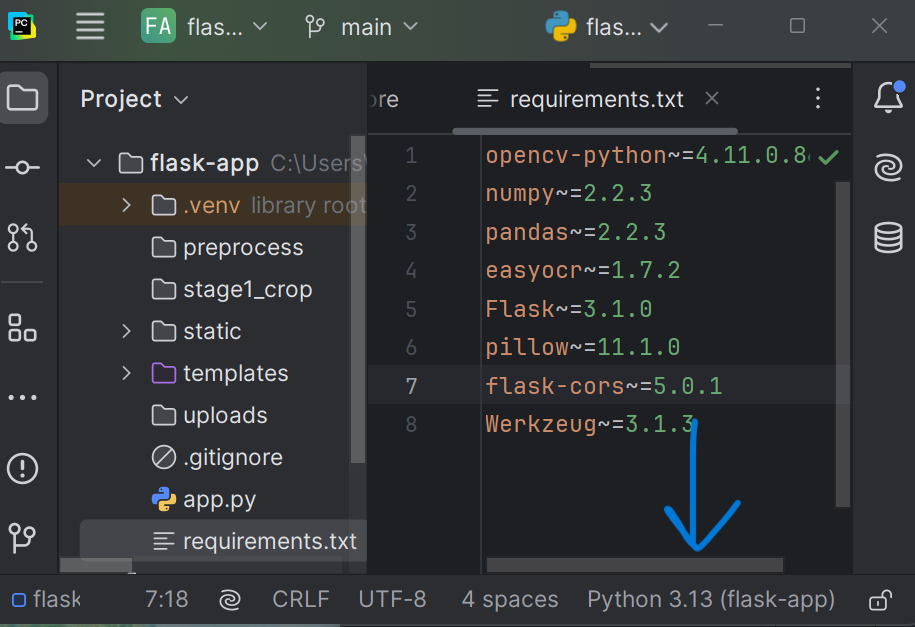 PC
FA flas... main flas...
Project
ore requirements.txt
flask-app C:\Users\
.venv library root
preprocess
stage1_crop
static
templates
uploads
.gitignore
app.py
requirements.txt
1 opencv-python~=4.11.0.8
2 numpy~=2.2.3
3 pandas~=2.2.3
4 easyocr~=1.7.2
5 Flask~=3.1.0
6 pillow~=11.1.0
7 flask-cors~=5.0.1
8 Werkzeug~=3.1.3
flask 7:18 CRLF UTF-8 4 spaces Python 3.13 (flask-app)